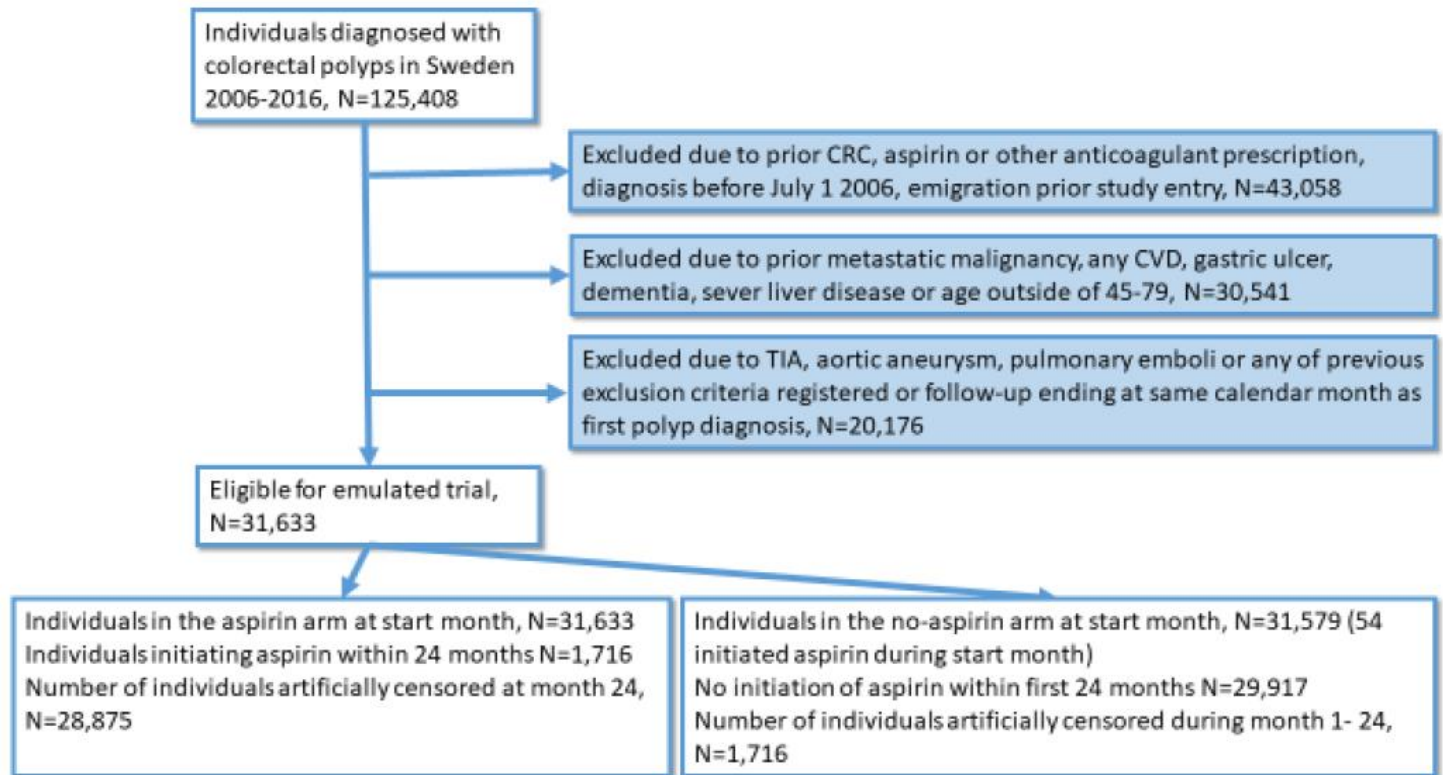 Individuals diagnosed with
colorectal polyps in Sweden
2006-2016, N=125,408
Excluded due to prior CRC, aspirin or other anticoagulant prescription,
diagnosis before July 1 2006, emigration prior study entry, N=43,058
Excluded due to prior metastatic malignancy, any CVD, gastric ulcer,
dementia, sever liver disease or age outside of 45-79, N=30,541
Excluded due to TIA, aortic aneurysm, pulmonary emboli or any of previous
exclusion criteria registered or follow-up ending at same calendar month as
first polyp diagnosis, N=20,176
Eligible for emulated trial,
N=31,633
Individuals in the aspirin arm at start month, N=31,633
Individuals initiating aspirin within 24 months N=1,716
Number of individuals artificially censored at month 24,
N=28,875
Individuals in the no-aspirin arm at start month, N=31,579 (54
initiated aspirin during start month)
No initiation of aspirin within first 24 months N=29,917
Number of individuals artificially censored during month 1- 24,
N=1,716